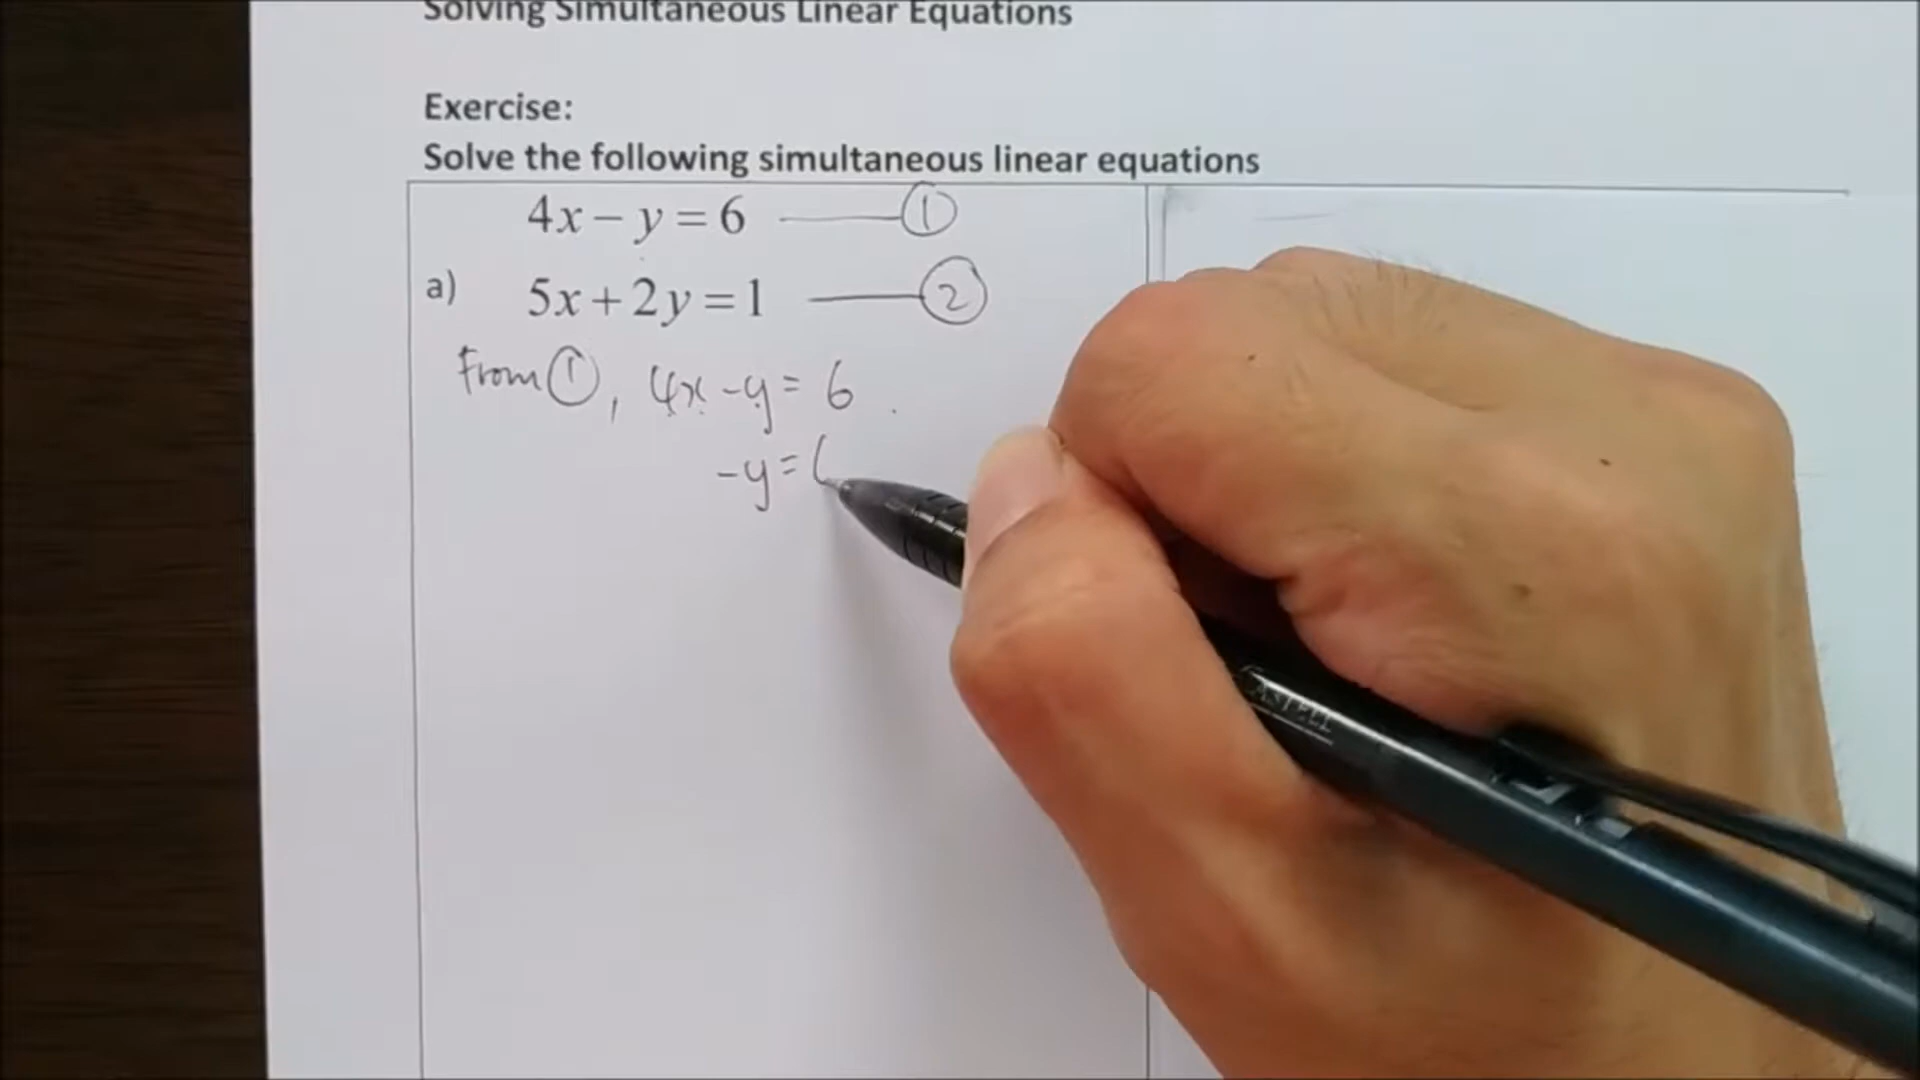 Solving Simultaneous Linear Equations
Exercise:
Solve the following simultaneous linear equations
4x − y = 6 ①
a) 5x + 2y = 1 ②
From ①, 4x - y = 6
-y =